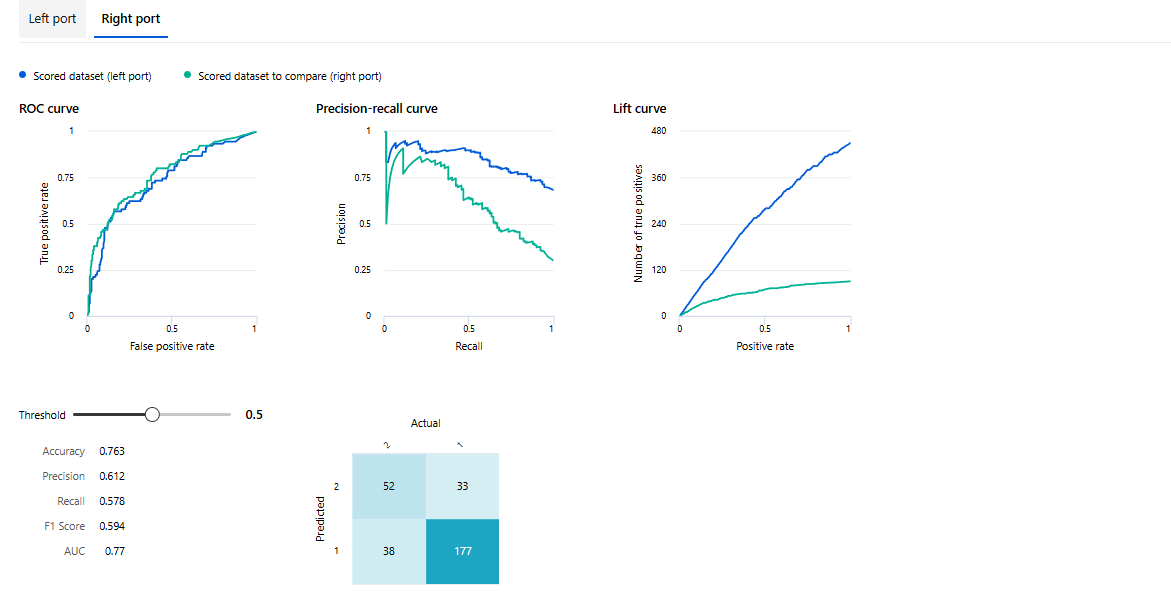 Left port Right port
Scored dataset (left port) Scored dataset to compare (right port)
ROC curve Precision-recall curve Lift curve
1
0.75
0.5
0.25
0
True positive rate
0 0.5 1
False positive rate
1
0.75
0.5
0.25
0
Precision
0 0.5 1
Recall
480
360
240
120
0
Number of true positives
0 0.5 1
Positive rate
Threshold 0.5
Accuracy 0.763
Precision 0.612
Recall 0.578
F1 Score 0.594
AUC 0.77
Actual
2 1
Predicted
2 52 33
1 38 177